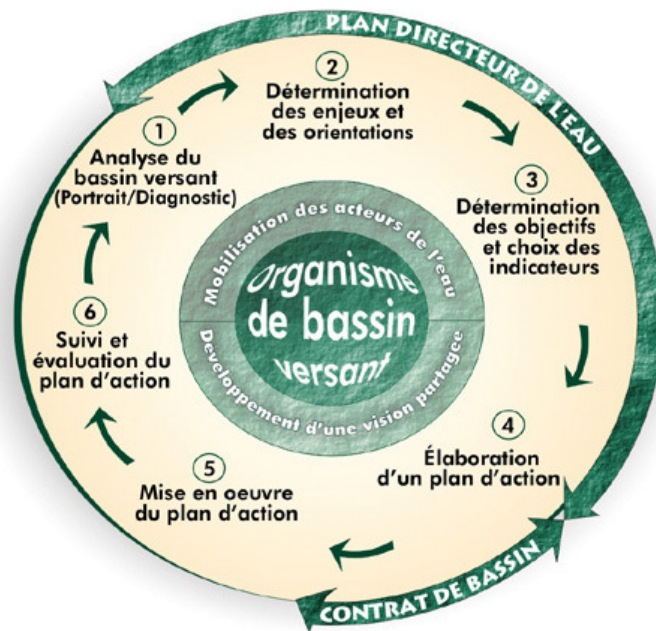 PLAN DIRECTEUR DE L'EAU
1
Analyse du
bassin versant
(Portrait/Diagnostic)
2
Détermination
des enjeux et
des orientations
3
Détermination
des objectifs
et choix des
indicateurs
4
Élaboration
d'un plan d'action
5
Mise en oeuvre
du plan d'action
6
Suivi et
évaluation du
plan d'action
Mobilisation des acteurs de l'eau
Organisme
de bassin
versant
Developpement d'une vision partagée
CONTRAT DE BASSIN